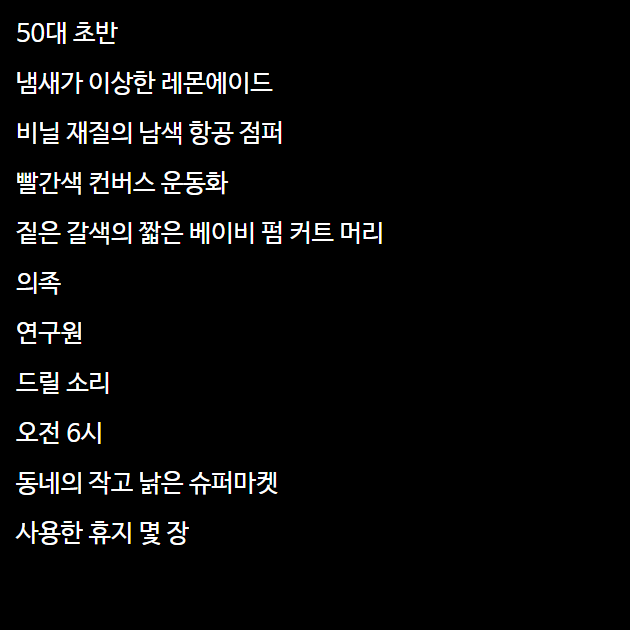 50대 초반
냄새가 이상한 레몬에이드
비닐 재질의 남색 항공 점퍼
빨간색 컨버스 운동화
짙은 갈색의 짧은 베이비 펌 커트 머리
의족
연구원
드릴 소리
오전 6시
동네의 작고 낡은 슈퍼마켓
사용한 휴지 몇 장